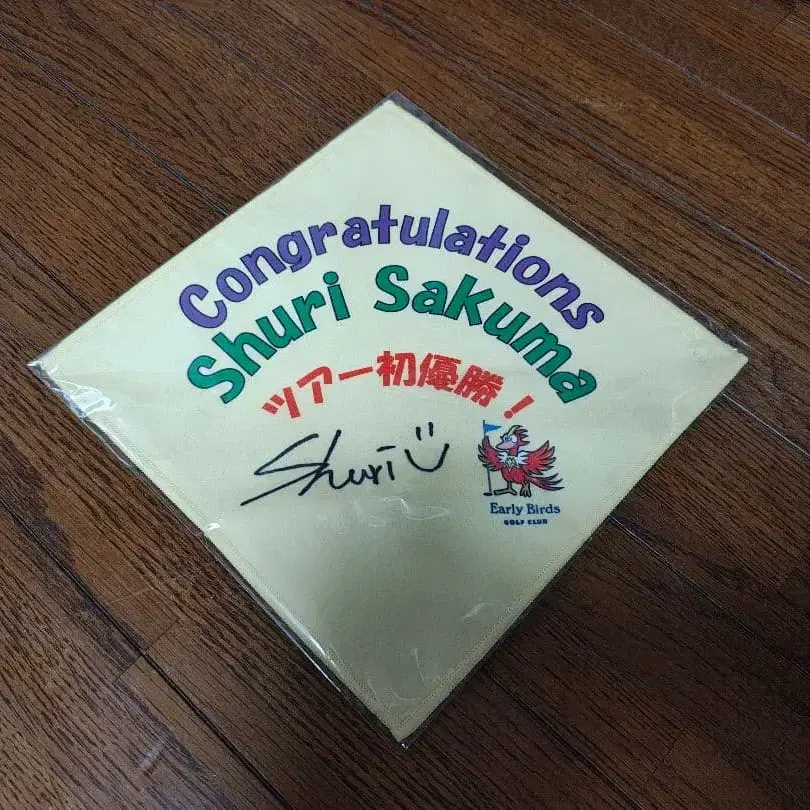 Congratulations
Shuri Sakuma
ツアー初優勝！
Shuri
Early Birds
GOLF CLUB